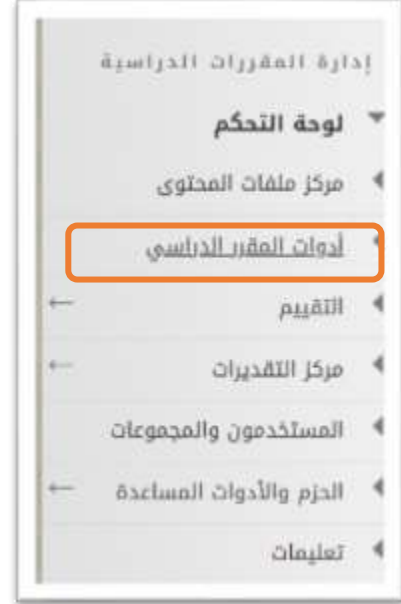 إدارة المقررات الدراسية
لوحة التحكم
مركز ملفات المحتوى
أدوات المقرر الدراسي
التقييم
مركز التقديرات
المستخدمون والمجموعات
الحزم والأدوات المساعدة
تعليمات